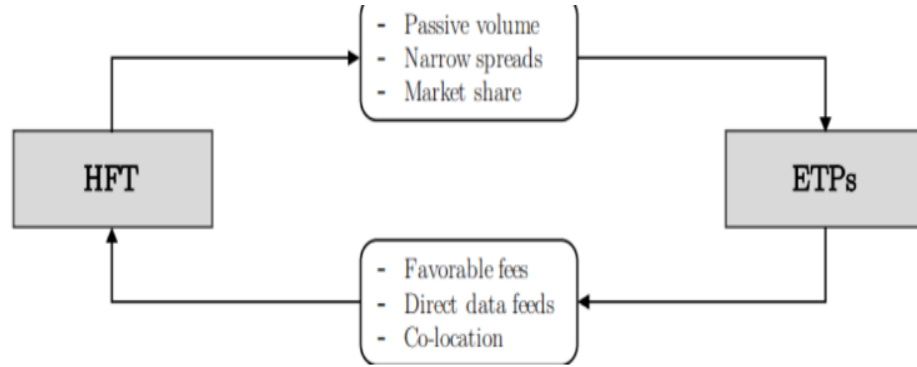 - Passive volume
- Narrow spreads
- Market share
HFT
ETPs
- Favorable fees
- Direct data feeds
- Co-location